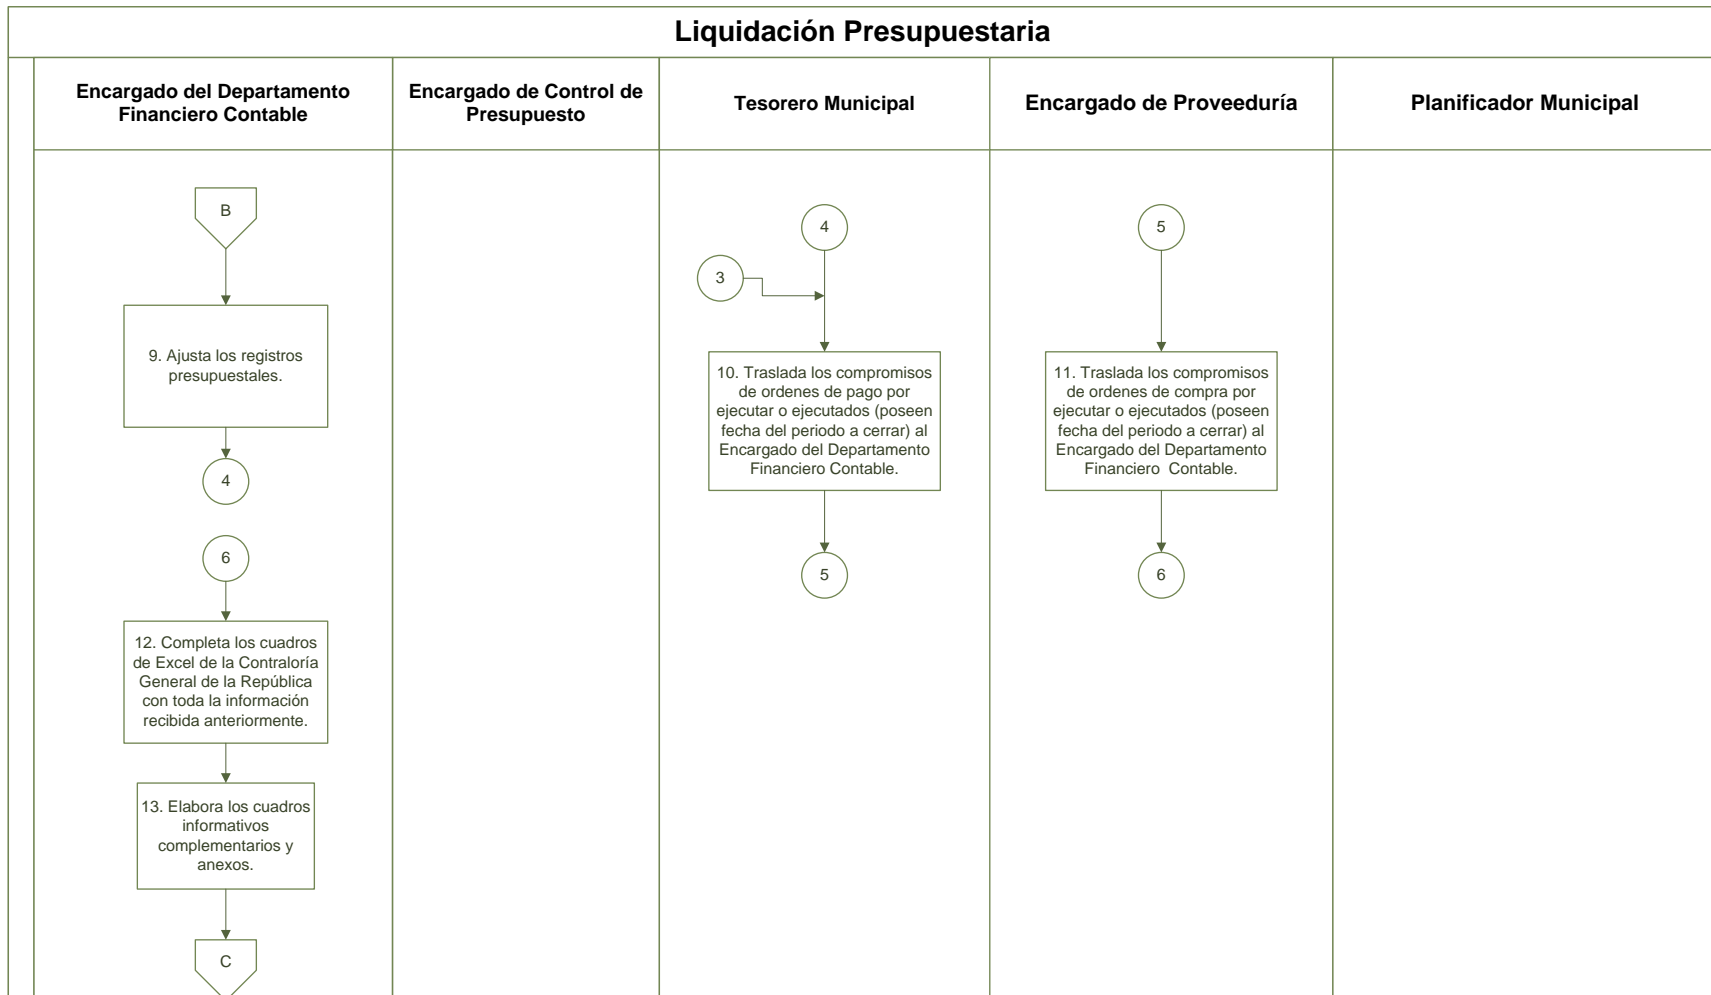 Liquidación Presupuestaria
Encargado del Departamento
Financiero Contable
Encargado de Control de
Presupuesto
Tesorero Municipal
Encargado de Proveeduría
Planificador Municipal
B
9. Ajusta los registros
presupuestales.
4
6
12. Completa los cuadros
de Excel de la Contraloría
General de la República
con toda la información
recibida anteriormente.
13. Elabora los cuadros
informativos
complementarios y
anexos.
C
4
3
10. Traslada los compromisos
de ordenes de pago por
ejecutar o ejecutados (poseen
fecha del periodo a cerrar) al
Encargado del Departamento
Financiero Contable.
5
5
11. Traslada los compromisos
de ordenes de compra por
ejecutar o ejecutados (poseen
fecha del periodo a cerrar) al
Encargado del Departamento
Financiero  Contable.
6